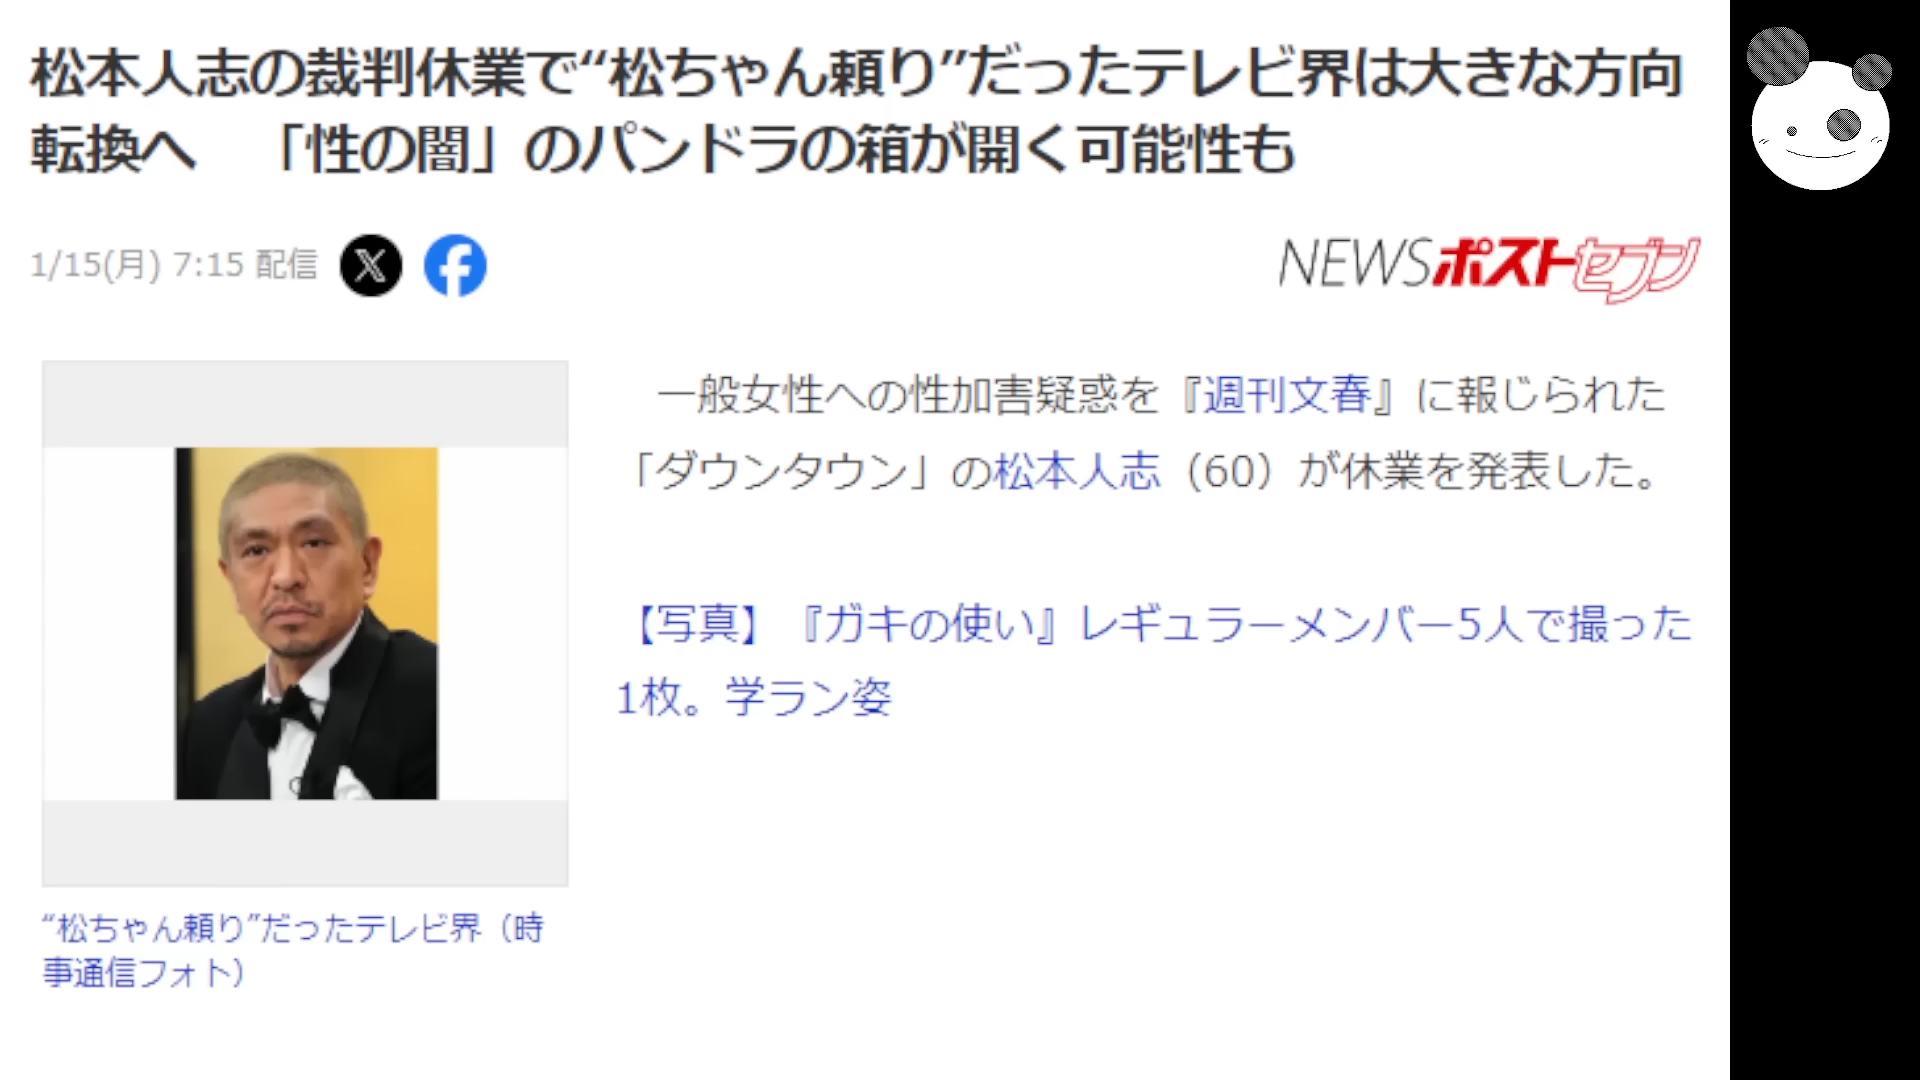 松本人志の裁判休業で“松ちゃん頼り”だったテレビ界は大きな方向
転換へ　「性の闇」のパンドラの箱が開く可能性も
1/15(月) 7:15 配信
NEWSポストセブン
一般女性への性加害疑惑を『週刊文春』に報じられた
「ダウンタウン」の松本人志（60）が休業を発表した。
【写真】『ガキの使い』レギュラーメンバー5人で撮った
1枚。学ラン姿
“松ちゃん頼り”だったテレビ界（時
事通信フォト）